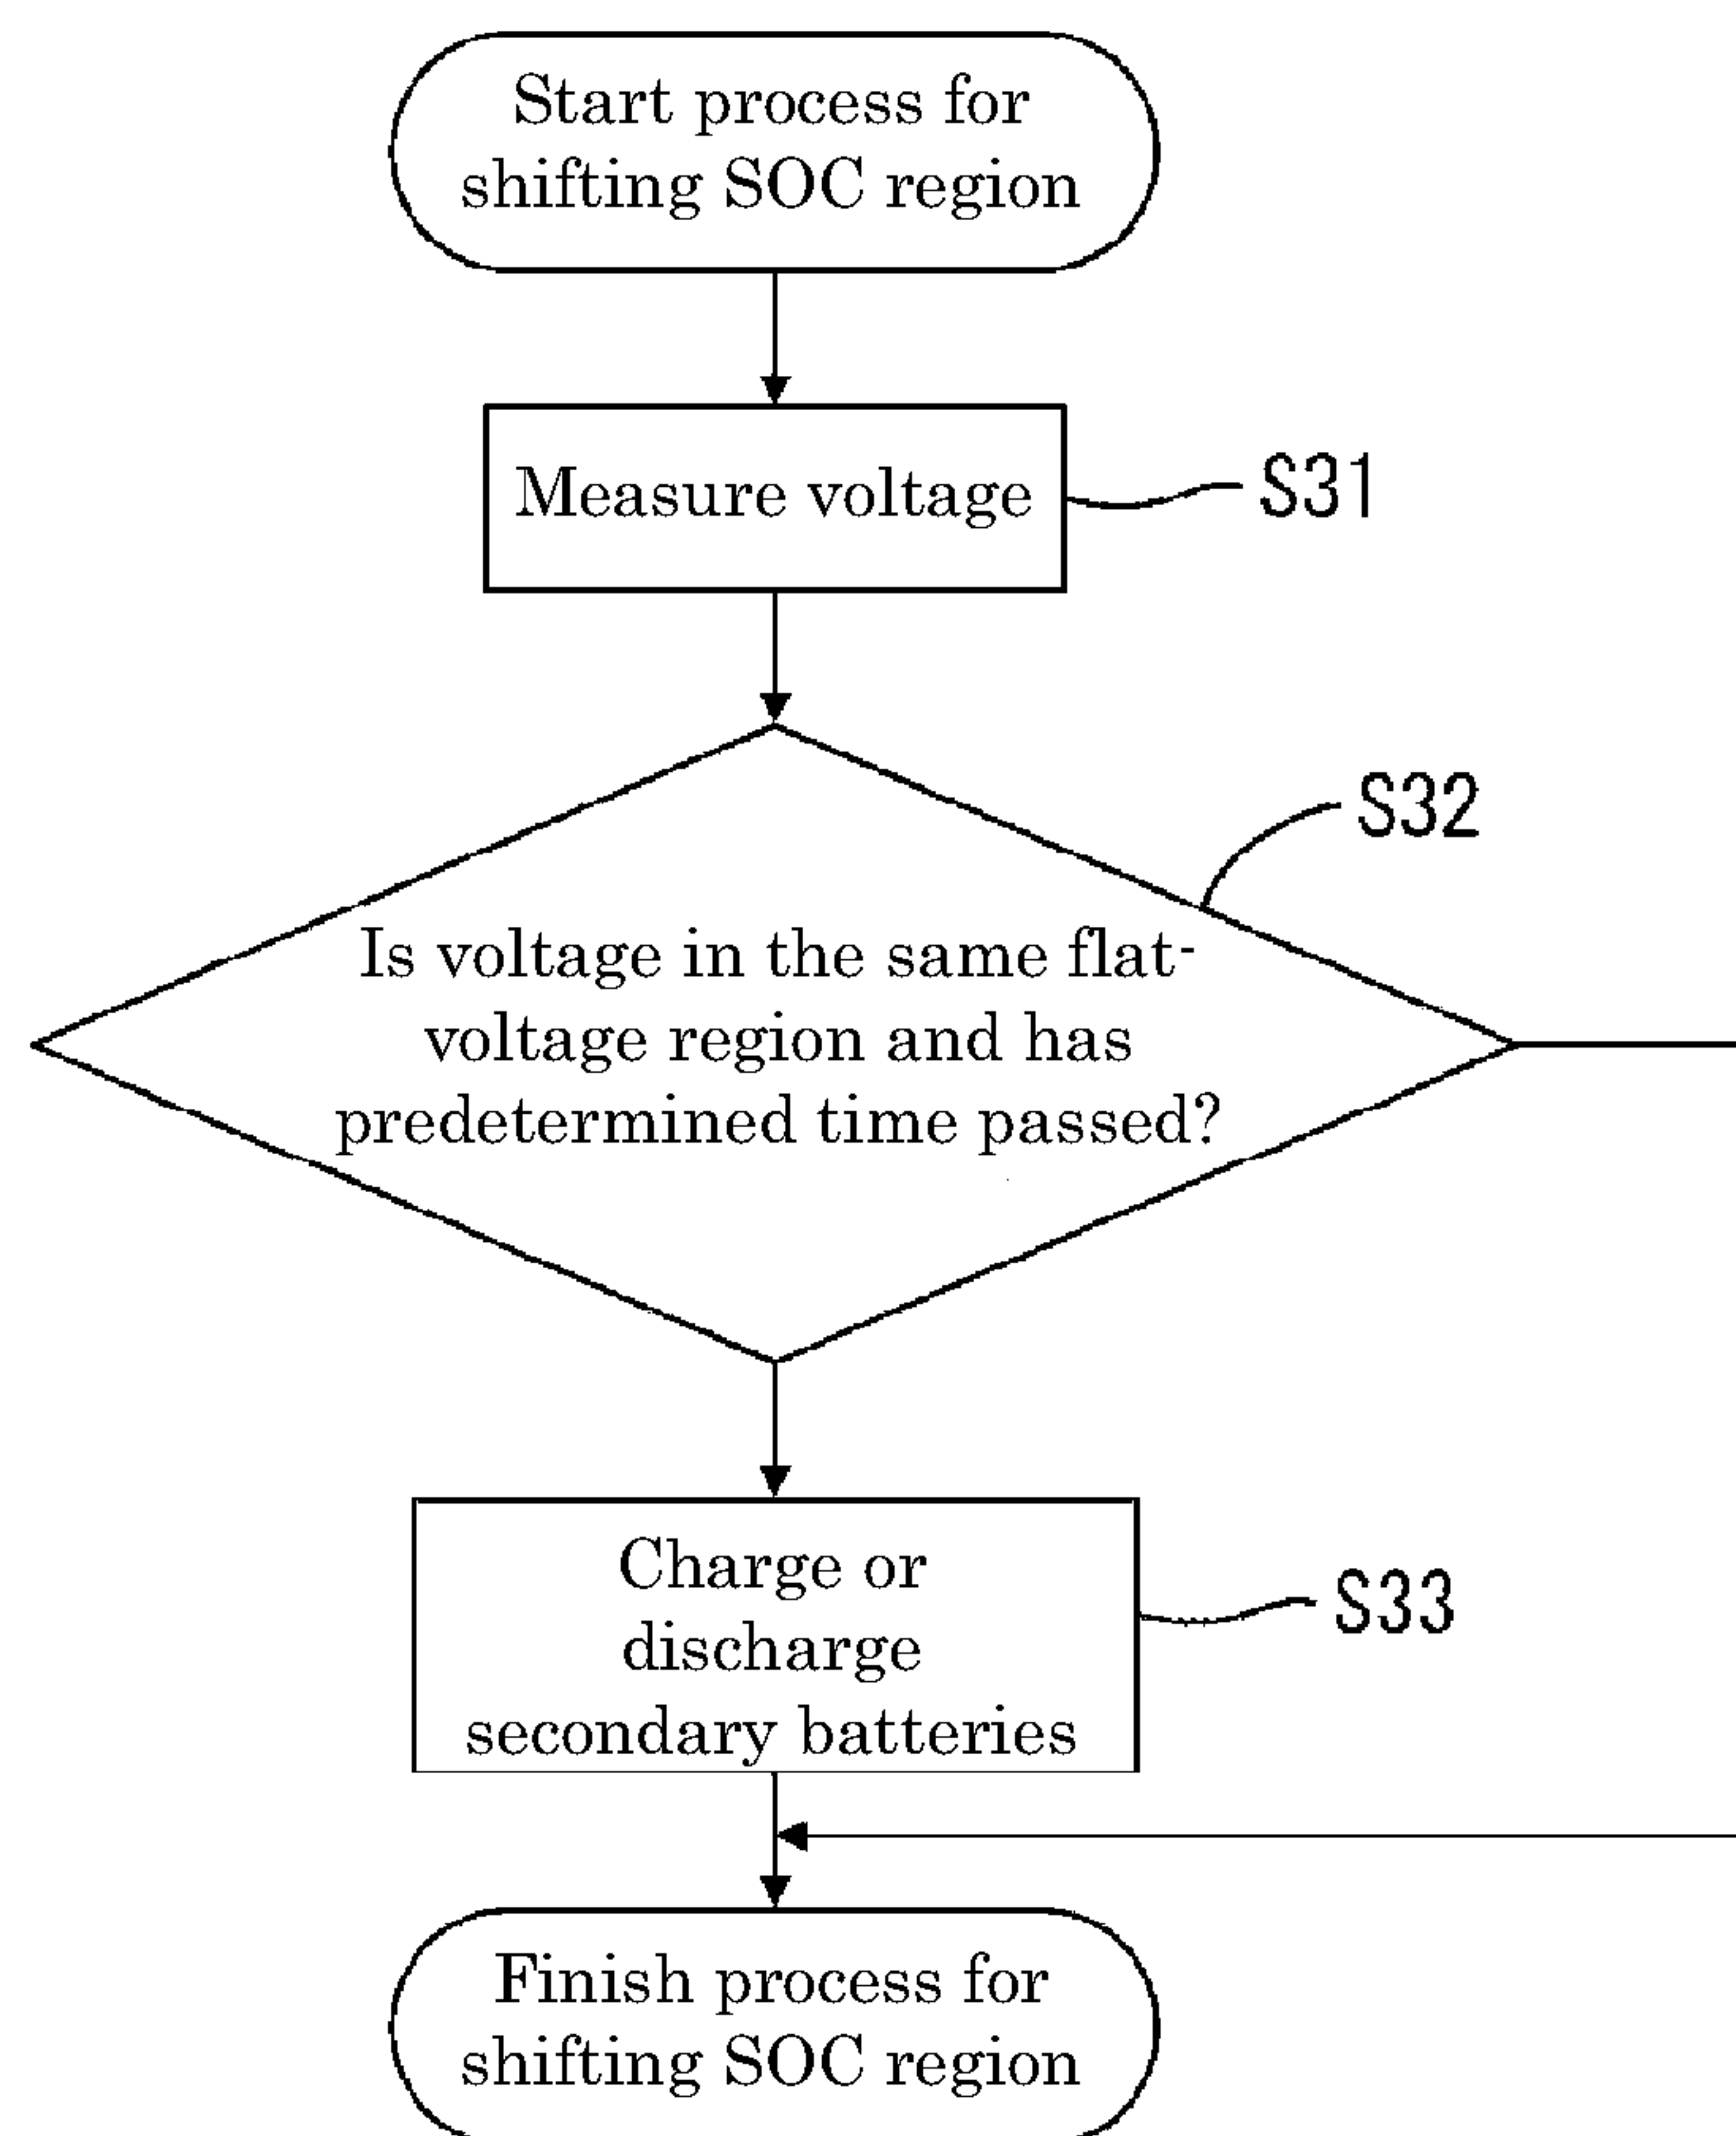 Start process for
shifting SOC region
Measure voltage
S31
S32
Is voltage in the same flat-
voltage region and has
predetermined time passed?
Charge or
discharge
secondary batteries
S33
Finish process for
shifting SOC region